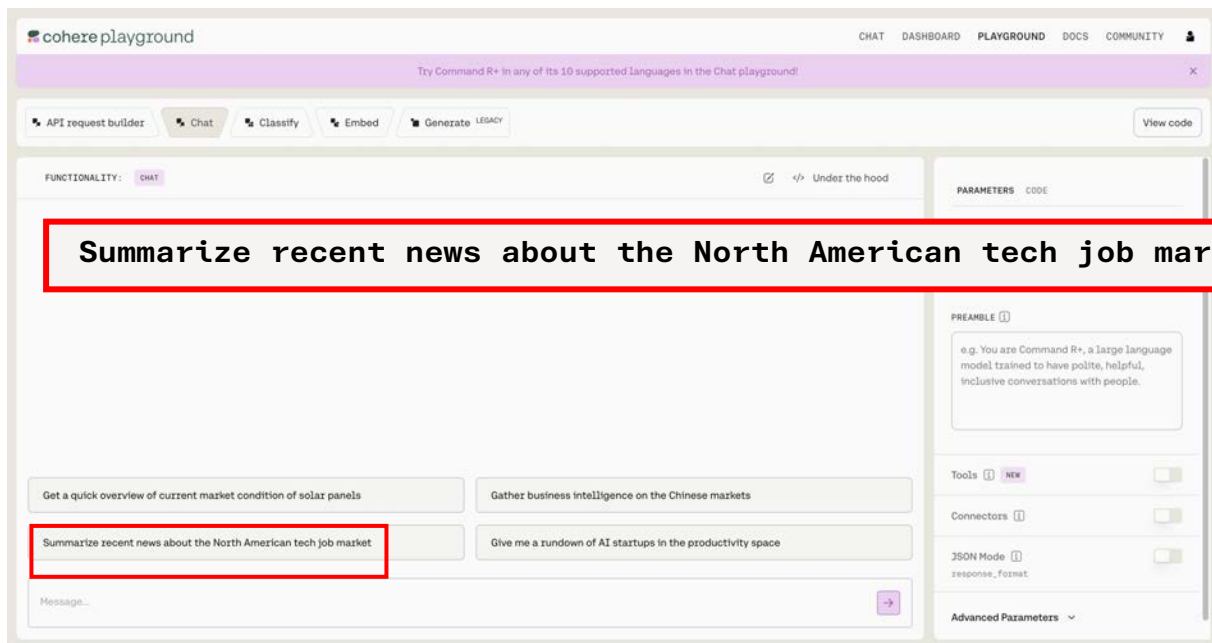 cohere playground
CHAT DASHBOARD PLAYGROUND DOCS COMMUNITY
Try Command R+ in any of its 10 supported languages in the Chat playground!
API request builder Chat Classify Embed Generate LEGACY
View code
FUNCTIONALITY: CHAT
</> Under the hood
PARAMETERS CODE
Summarize recent news about the North American tech job mar
PREAMBLE
e.g. You are Command R+, a large language
model trained to have polite, helpful,
inclusive conversations with people.
Tools NEW
Get a quick overview of current market condition of solar panels
Gather business intelligence on the Chinese markets
Connectors
Summarize recent news about the North American tech job market
Give me a rundown of AI startups in the productivity space
JSON Mode
response_format
Message...
Advanced Parameters